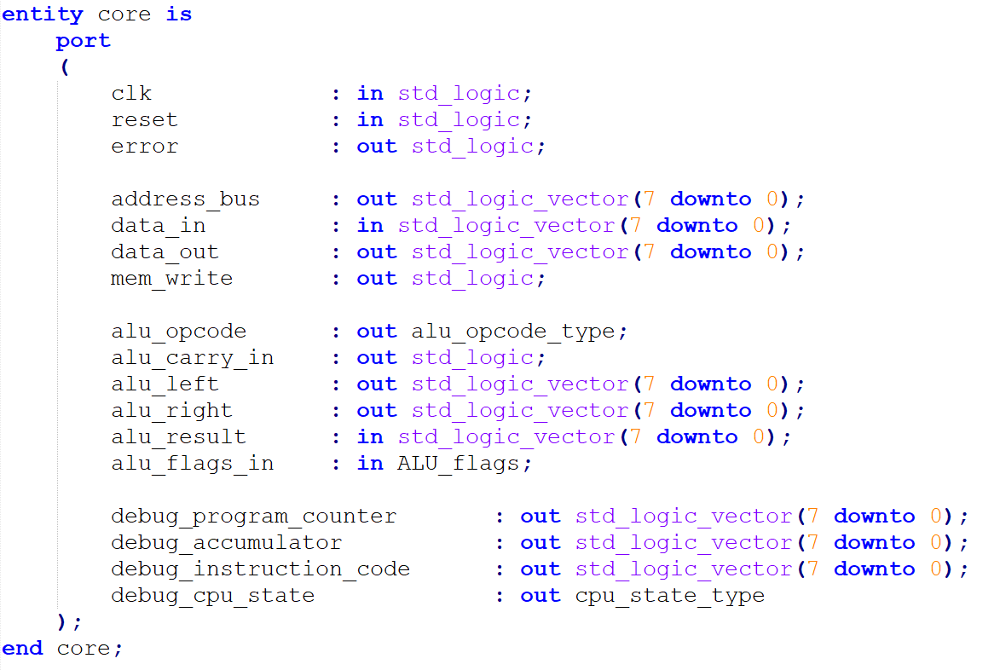 entity core is
    port
    (
        clk             : in std_logic;
        reset           : in std_logic;
        error           : out std_logic;

        address_bus     : out std_logic_vector(7 downto 0);
        data_in         : in std_logic_vector(7 downto 0);
        data_out        : out std_logic_vector(7 downto 0);
        mem_write       : out std_logic;

        alu_opcode      : out alu_opcode_type;
        alu_carry_in    : out std_logic;
        alu_left        : out std_logic_vector(7 downto 0);
        alu_right       : out std_logic_vector(7 downto 0);
        alu_result      : in std_logic_vector(7 downto 0);
        alu_flags_in    : in ALU_flags;

        debug_program_counter       : out std_logic_vector(7 downto 0);
        debug_accumulator           : out std_logic_vector(7 downto 0);
        debug_instruction_code      : out std_logic_vector(7 downto 0);
        debug_cpu_state             : out cpu_state_type
    );
end core;